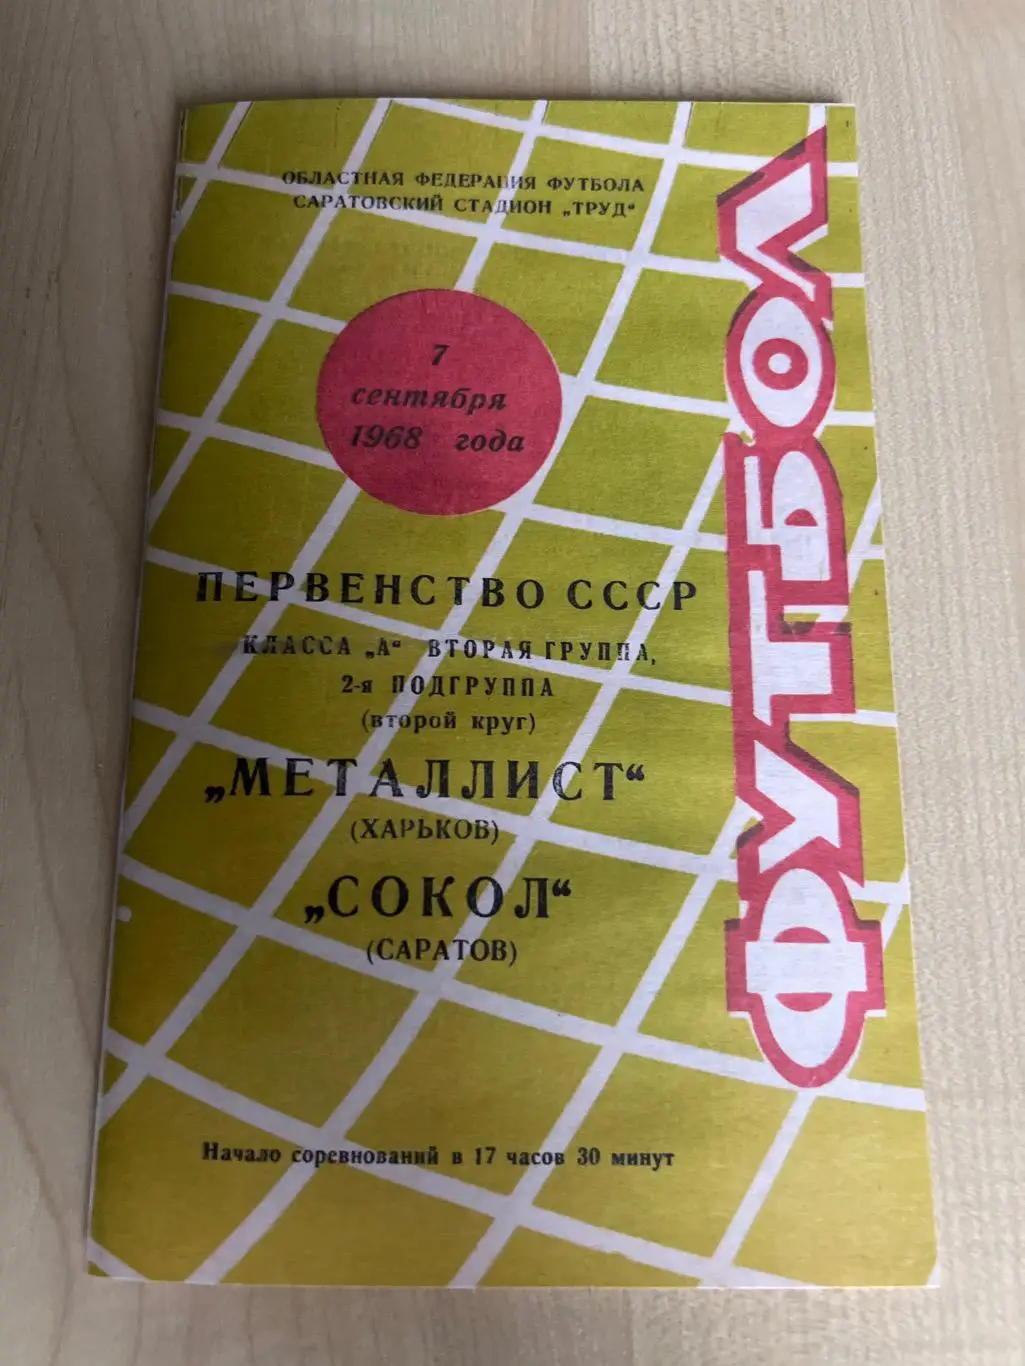 ОБЛАСТНАЯ ФЕДЕРАЦИЯ ФУТБОЛА
САРАТОВСКИЙ СТАДИОН „ТРУД“
7
сентября
1968 года
ПЕРВЕНСТВО СССР
КЛАССА „А“ ВТОРАЯ ГРУППА,
2-я ПОДГРУППА
(второй круг)
„МЕТАЛЛИСТ“
(ХАРЬКОВ)
„СОКОЛ“
(САРАТОВ)
Начало соревнований в 17 часов 30 минут
ФУТБОЛ